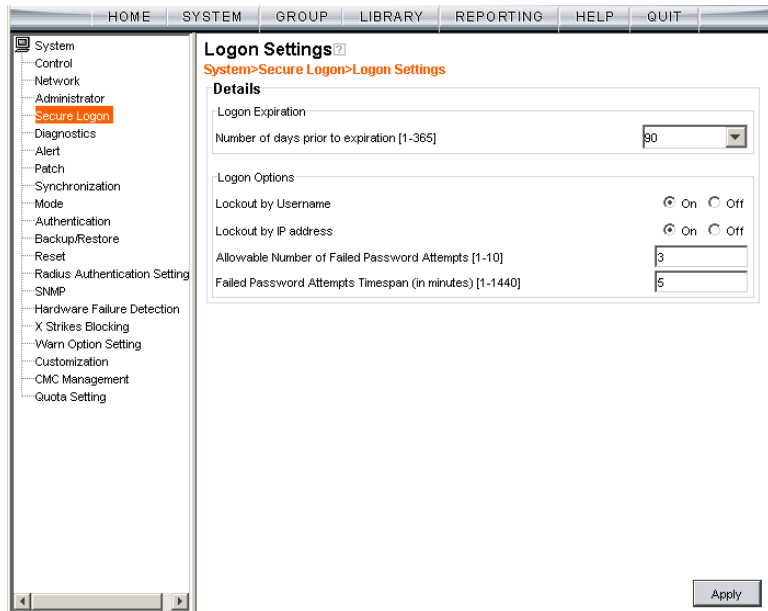 HOME SYSTEM GROUP LIBRARY REPORTING HELP QUIT
System
Control
Network
Administrator
Secure Logon
Diagnostics
Alert
Patch
Synchronization
Mode
Authentication
Backup/Restore
Reset
Radius Authentication Setting
SNMP
Hardware Failure Detection
X Strikes Blocking
Warn Option Setting
Customization
CMC Management
Quota Setting
Logon Settings ?
System>Secure Logon>Logon Settings
Details
Logon Expiration
Number of days prior to expiration [1-365] 90
Logon Options
Lockout by Username On Off
Lockout by IP address On Off
Allowable Number of Failed Password Attempts [1-10] 3
Failed Password Attempts Timespan (in minutes) [1-1440] 5
Apply